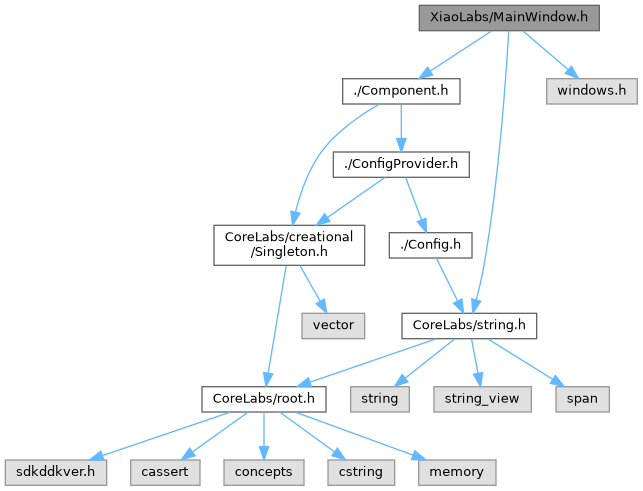 XiaoLabs/MainWindow.h
./Component.h
windows.h
./ConfigProvider.h
CoreLabs/creational
/Singleton.h
./Config.h
vector
CoreLabs/string.h
CoreLabs/root.h
string
string_view
span
sdkddkver.h
cassert
concepts
cstring
memory